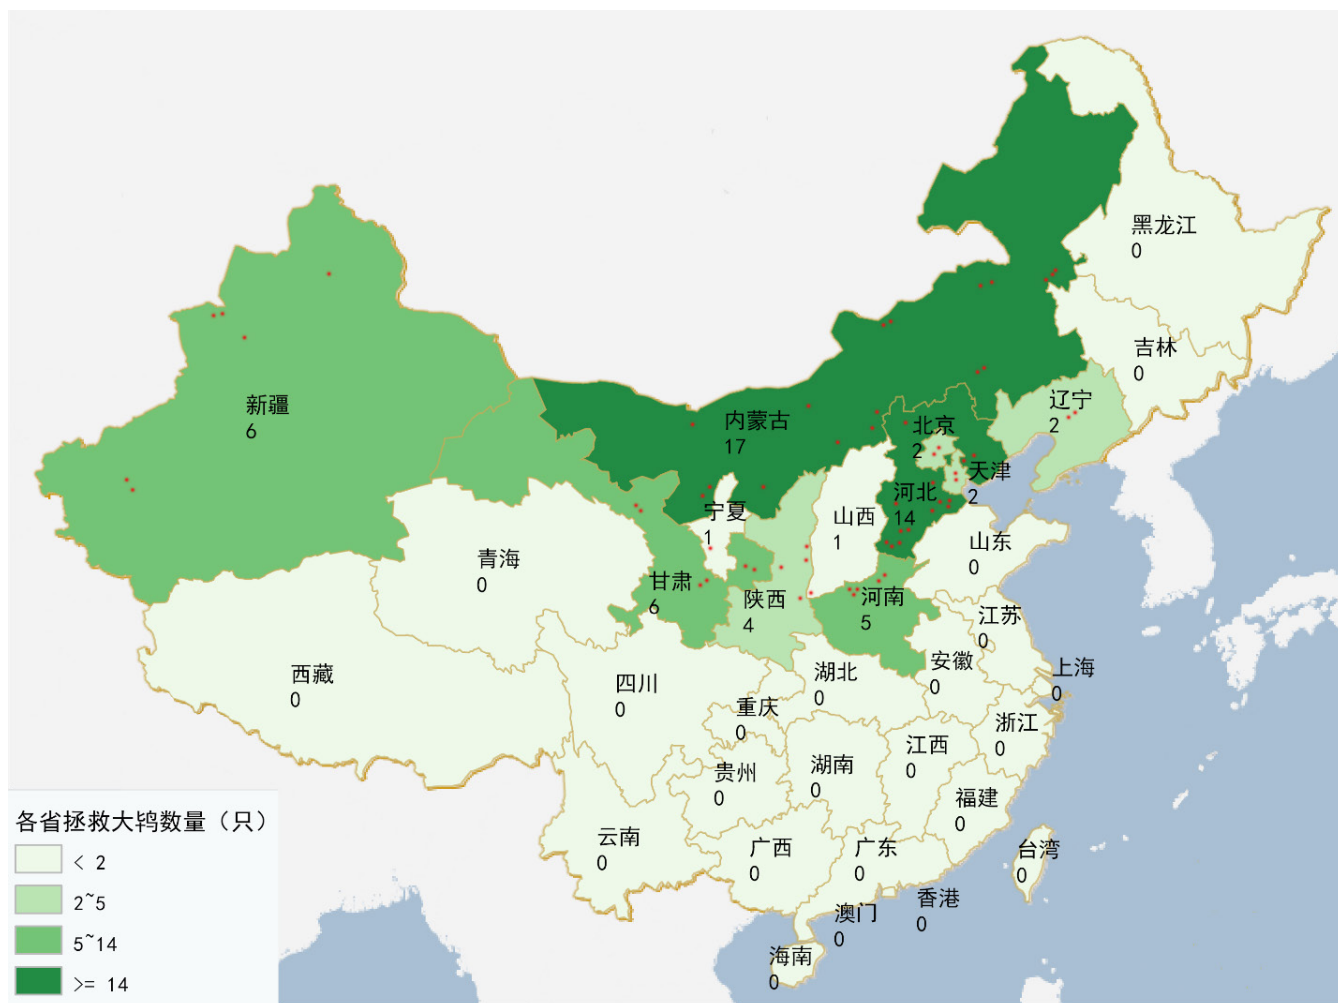 黑龙江
0
吉林
0
辽宁
2
新疆
6
内蒙古
17
北京
2
天津
2
河北
14
宁夏
1
山西
1
山东
0
青海
0
甘肃
6
陕西
4
河南
5
江苏
0
西藏
0
四川
0
湖北
0
安徽
0
上海
0
重庆
0
浙江
0
贵州
0
湖南
0
江西
0
福建
0
云南
0
广西
0
广东
0
台湾
0
澳门
0
香港
0
海南
0
各省拯救大鸨数量（只）
< 2
2~5
5~14
>= 14